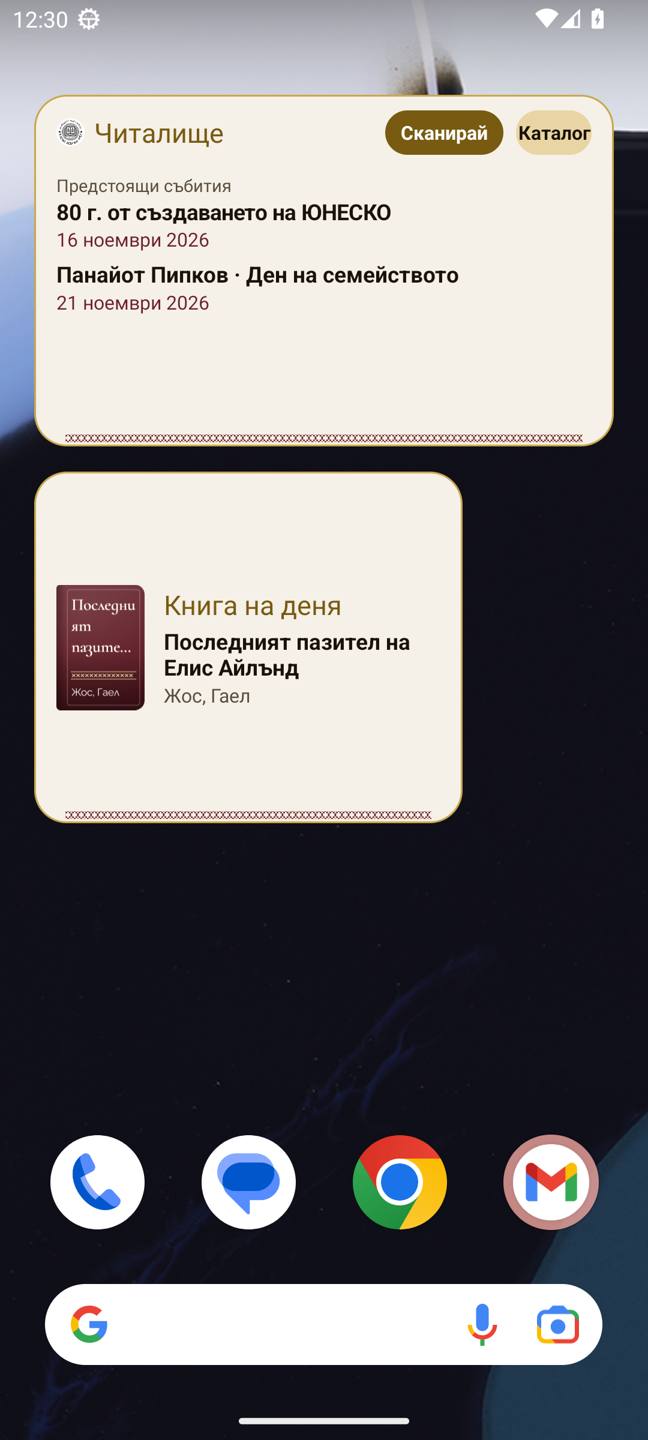 12:30
Читалище
Сканирай
Каталог
Предстоящи събития
80 г. от създаването на ЮНЕСКО
16 ноември 2026
Панайот Пипков · Ден на семейството
21 ноември 2026
Последни
ят
пазите...
Жос, Гаел
Книга на деня
Последният пазител на
Елис Айлънд
Жос, Гаел